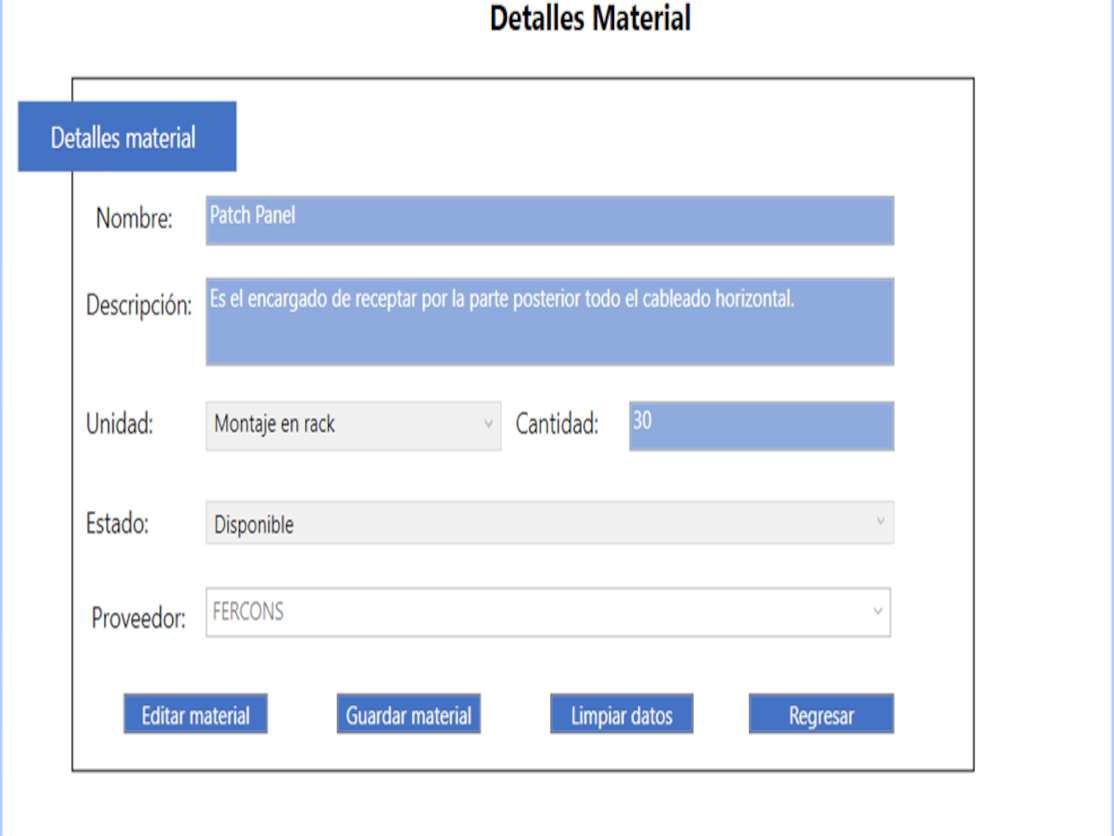 Detalles Material
Detalles material
Nombre: Patch Panel
Descripción: Es el encargado de receptar por la parte posterior todo el cableado horizontal.
Unidad: Montaje en rack Cantidad: 30
Estado: Disponible
Proveedor: FERCONS
Editar material Guardar material Limpiar datos Regresar